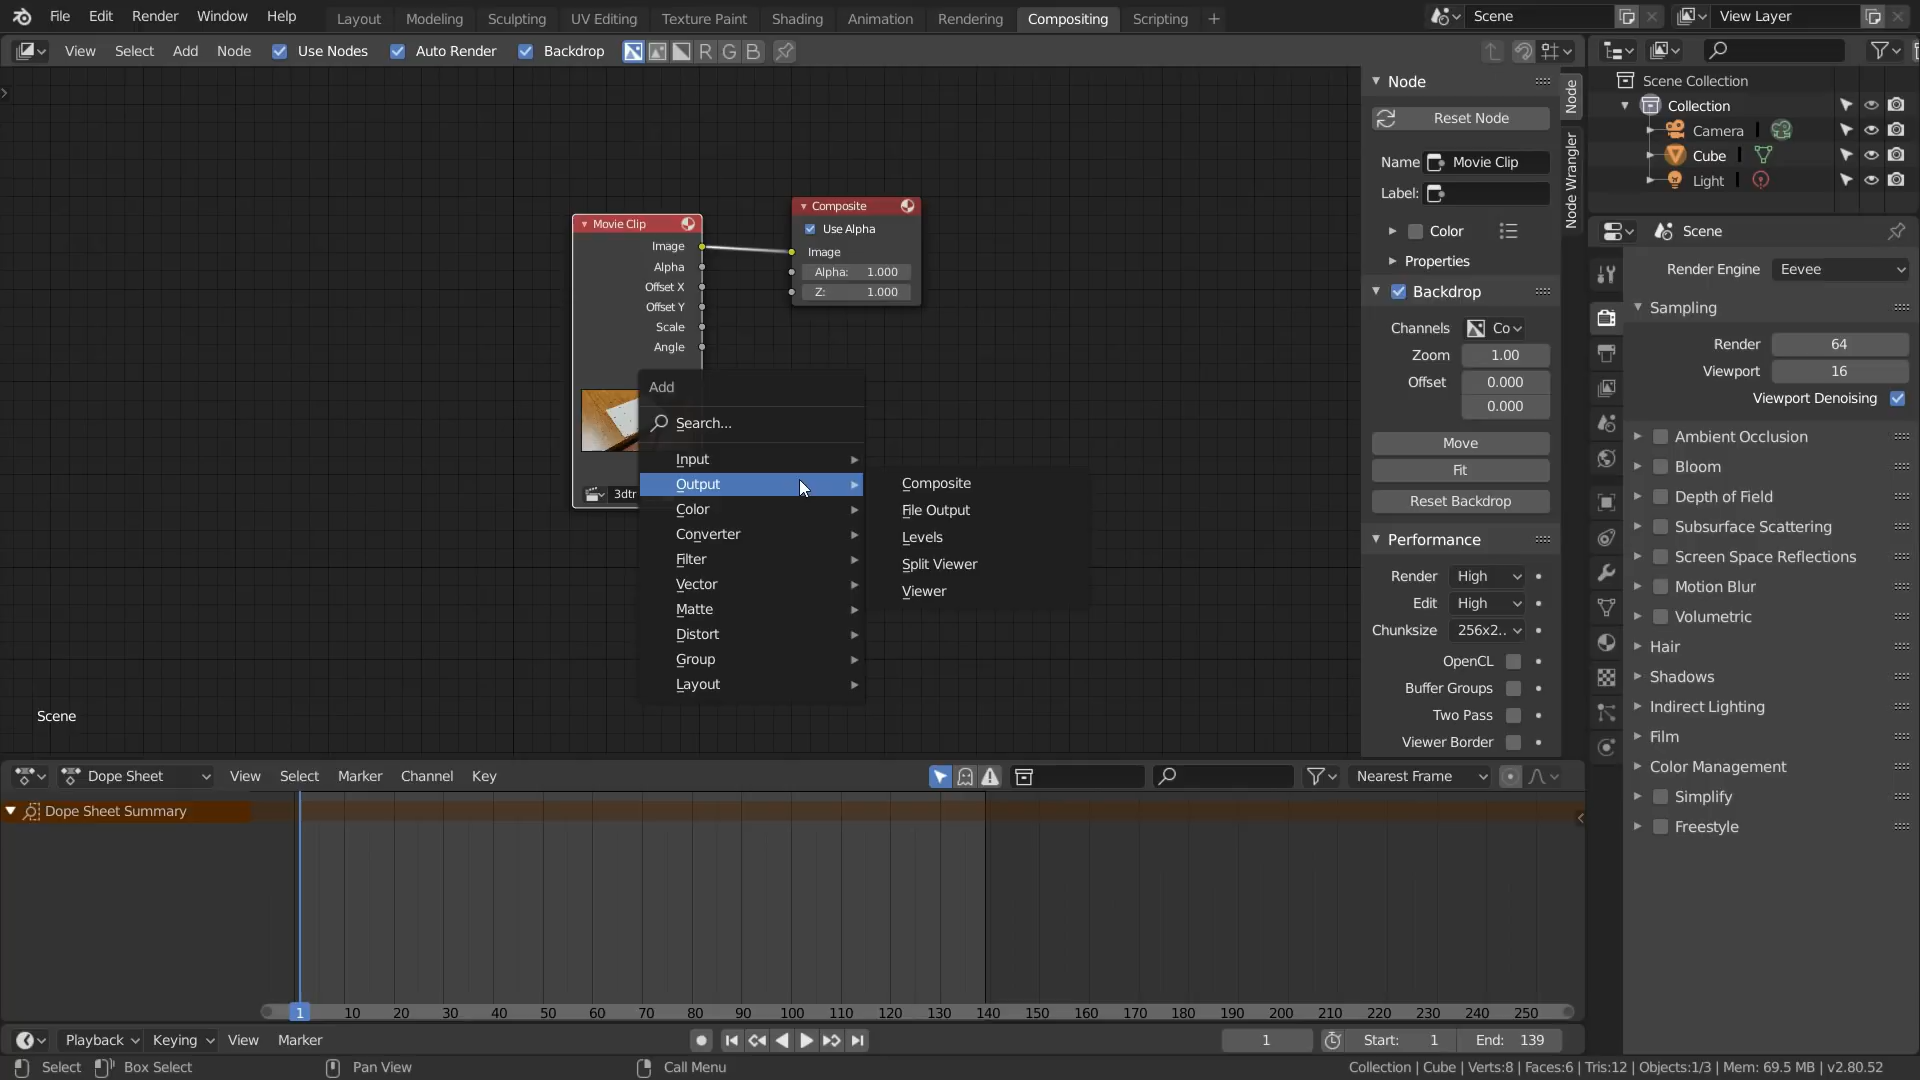 File Edit Render Window Help Layout Modeling Sculpting UV Editing Texture Paint Shading Animation Rendering Compositing Scripting + Scene View Layer
View Select Add Node Use Nodes Auto Render Backdrop R G B
Node
Reset Node
Name Movie Clip
Label:
Color
Properties
Backdrop
Channels Co
Zoom 1.00
Offset 0.000
0.000
Move
Fit
Reset Backdrop
Performance
Render High
Edit High
Chunksize 256x2..
OpenCL
Buffer Groups
Two Pass
Viewer Border
Node
Node Wrangler
Movie Clip
Image
Alpha
Offset X
Offset Y
Scale
Angle
3dtr
Composite
Use Alpha
Image
Alpha: 1.000
Z: 1.000
Add
Search...
Input
Output
Color
Converter
Filter
Vector
Matte
Distort
Group
Layout
Composite
File Output
Levels
Split Viewer
Viewer
Scene
Scene Collection
Collection
Camera
Cube
Light
Scene
Render Engine Eevee
Sampling
Render 64
Viewport 16
Viewport Denoising
Ambient Occlusion
Bloom
Depth of Field
Subsurface Scattering
Screen Space Reflections
Motion Blur
Volumetric
Hair
Shadows
Indirect Lighting
Film
Color Management
Simplify
Freestyle
Dope Sheet View Select Marker Channel Key Nearest Frame
Dope Sheet Summary
1 10 20 30 40 50 60 70 80 90 100 110 120 130 140 150 160 170 180 190 200 210 220 230 240 250
Playback Keying View Marker 1 Start: 1 End: 139
Select Box Select Pan View Call Menu Collection | Cube | Verts:8 | Faces:6 | Tris:12 | Objects:1/3 | Mem: 69.5 MB | v2.80.52